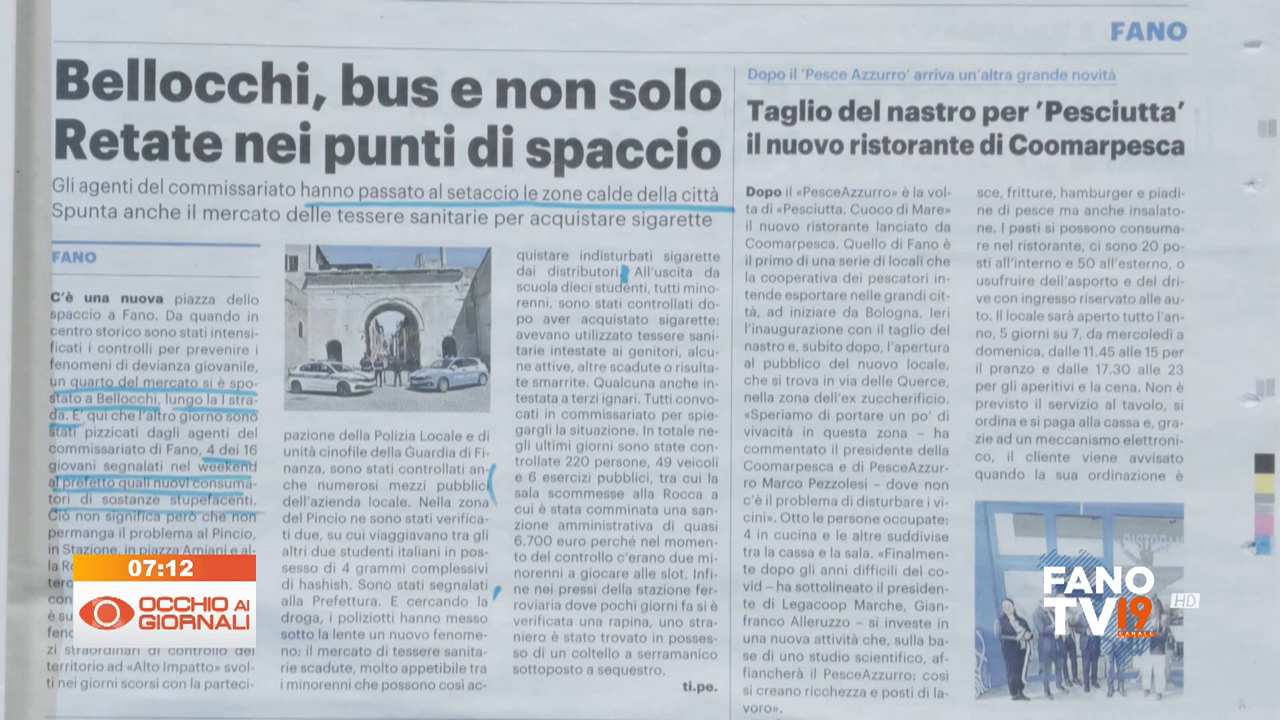 FANO
Bellocchi, bus e non solo
Retate nei punti di spaccio
Gli agenti del commissariato hanno passato al setaccio le zone calde della città
Spunta anche il mercato delle tessere sanitarie per acquistare sigarette
FANO
C'è una nuova piazza dello
spaccio a Fano. Da quando in
centro storico sono stati intensi-
ficati i controlli per prevenire i
fenomeni di devianza giovanile,
un quarto del mercato si è spo-
stato a Bellocchi, lungo la I stra-
da. E' qui che l'altro giorno sono
stati pizzicati dagli agenti del
commissariato di Fano, 4 dei 16
giovani segnalati nel weekend
al prefetto quali nuovi consuma-
tori di sostanze stupefacenti.
Ciò non significa però che non
permanga il problema al Pincio,
in Stazione, in piazza Amiani e al-
la
zi straordinari di controllo del
territorio ad «Alto Impatto» svol-
ti nei giorni scorsi con la parteci-
pazione della Polizia Locale e di
unità cinofile della Guardia di Fi-
nanza, sono stati controllati an-
che numerosi mezzi pubblici
dell'azienda locale. Nella zona
del Pincio ne sono stati verifica-
ti due, su cui viaggiavano tra gli
altri due studenti italiani in pos-
sesso di 4 grammi complessivi
di hashish. Sono stati segnalati
alla Prefettura. E cercando la
droga, i poliziotti hanno messo
sotto la lente un nuovo fenome-
no: il mercato di tessere sanita-
rie scadute, molto appetibile tra
i minorenni che possono così ac-
quistare indisturbati sigarette
dai distributori. All'uscita da
scuola dieci studenti, tutti mino-
renni, sono stati controllati do-
po aver acquistato sigarette:
avevano utilizzato tessere sani-
tarie intestate ai genitori, alcu-
ne attive, altre scadute o risulta-
te smarrite. Qualcuna anche in-
testata a terzi ignari. Tutti convo-
cati in commissariato per spie-
gargli la situazione. In totale ne-
gli ultimi giorni sono state con-
trollate 220 persone, 49 veicoli
e 6 esercizi pubblici, tra cui la
sala scommesse alla Rocca a
cui è stata comminata una san-
zione amministrativa di quasi
6.700 euro perché nel momen-
to del controllo c'erano due mi-
norenni a giocare alle slot. Infi-
ne nei pressi della stazione fer-
roviaria dove pochi giorni fa si è
verificata una rapina, uno stra-
niero è stato trovato in posses-
so di un coltello a serramanico
sottoposto a sequestro.
ti.pe.
Dopo il 'Pesce Azzurro' arriva un'altra grande novità
Taglio del nastro per 'Pesciutta'
il nuovo ristorante di Coomarpesca
Dopo il «PesceAzzurro» è la vol-
ta di «Pesciutta. Cuoco di Mare»
il nuovo ristorante lanciato da
Coomarpesca. Quello di Fano è
il primo di una serie di locali che
la cooperativa dei pescatori in-
tende esportare nelle grandi cit-
tà, ad iniziare da Bologna. Ieri
l'inaugurazione con il taglio del
nastro e, subito dopo, l'apertura
al pubblico del nuovo locale,
che si trova in via delle Querce,
nella zona dell'ex zuccherificio.
«Speriamo di portare un po' di
vivacità in questa zona – ha
commentato il presidente della
Coomarpesca e di PesceAzzur-
ro Marco Pezzolesi – dove non
c'è il problema di disturbare i vi-
cini». Otto le persone occupate:
4 in cucina e le altre suddivise
tra la cassa e la sala. «Finalmen-
te dopo gli anni difficili del co-
vid – ha sottolineato il presiden-
te di Legacoop Marche, Gian-
franco Alleruzzo – si investe in
una nuova attività che, sulla ba-
se di uno studio scientifico, af-
fiancherà il PesceAzzurro: così
si creano ricchezza e posti di la-
voro».
sce, fritture, hamburger e piadi-
ne di pesce ma anche insalato-
ne. I pasti si possono consuma-
re nel ristorante, ci sono 20 po-
sti all'interno e 50 all'esterno, o
usufruire dell'asporto e del dri-
ve con ingresso riservato alle au-
to. Il locale sarà aperto tutto l'an-
no, 5 giorni su 7, da mercoledì a
domenica, dalle 11.45 alle 15 per
il pranzo e dalle 17.30 alle 23
per gli aperitivi e la cena. Non è
previsto il servizio al tavolo, si
ordina e si paga alla cassa e, gra-
zie ad un meccanismo elettroni-
co, il cliente viene avvisato
quando la sua ordinazione è
07:12
OCCHIO AI
GIORNALI
FANO
TV19
CANALE
HD